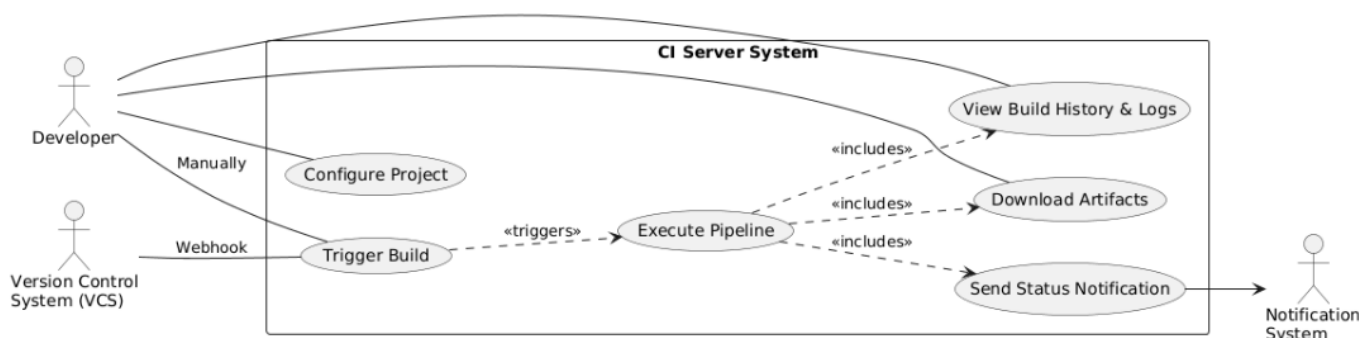 CI Server System
Developer
View Build History & Logs
«includes»
Manually
Configure Project
Download Artifacts
«includes»
«triggers»
Execute Pipeline
«includes»
Webhook
Trigger Build
Version Control
System (VCS)
Send Status Notification
Notification
System